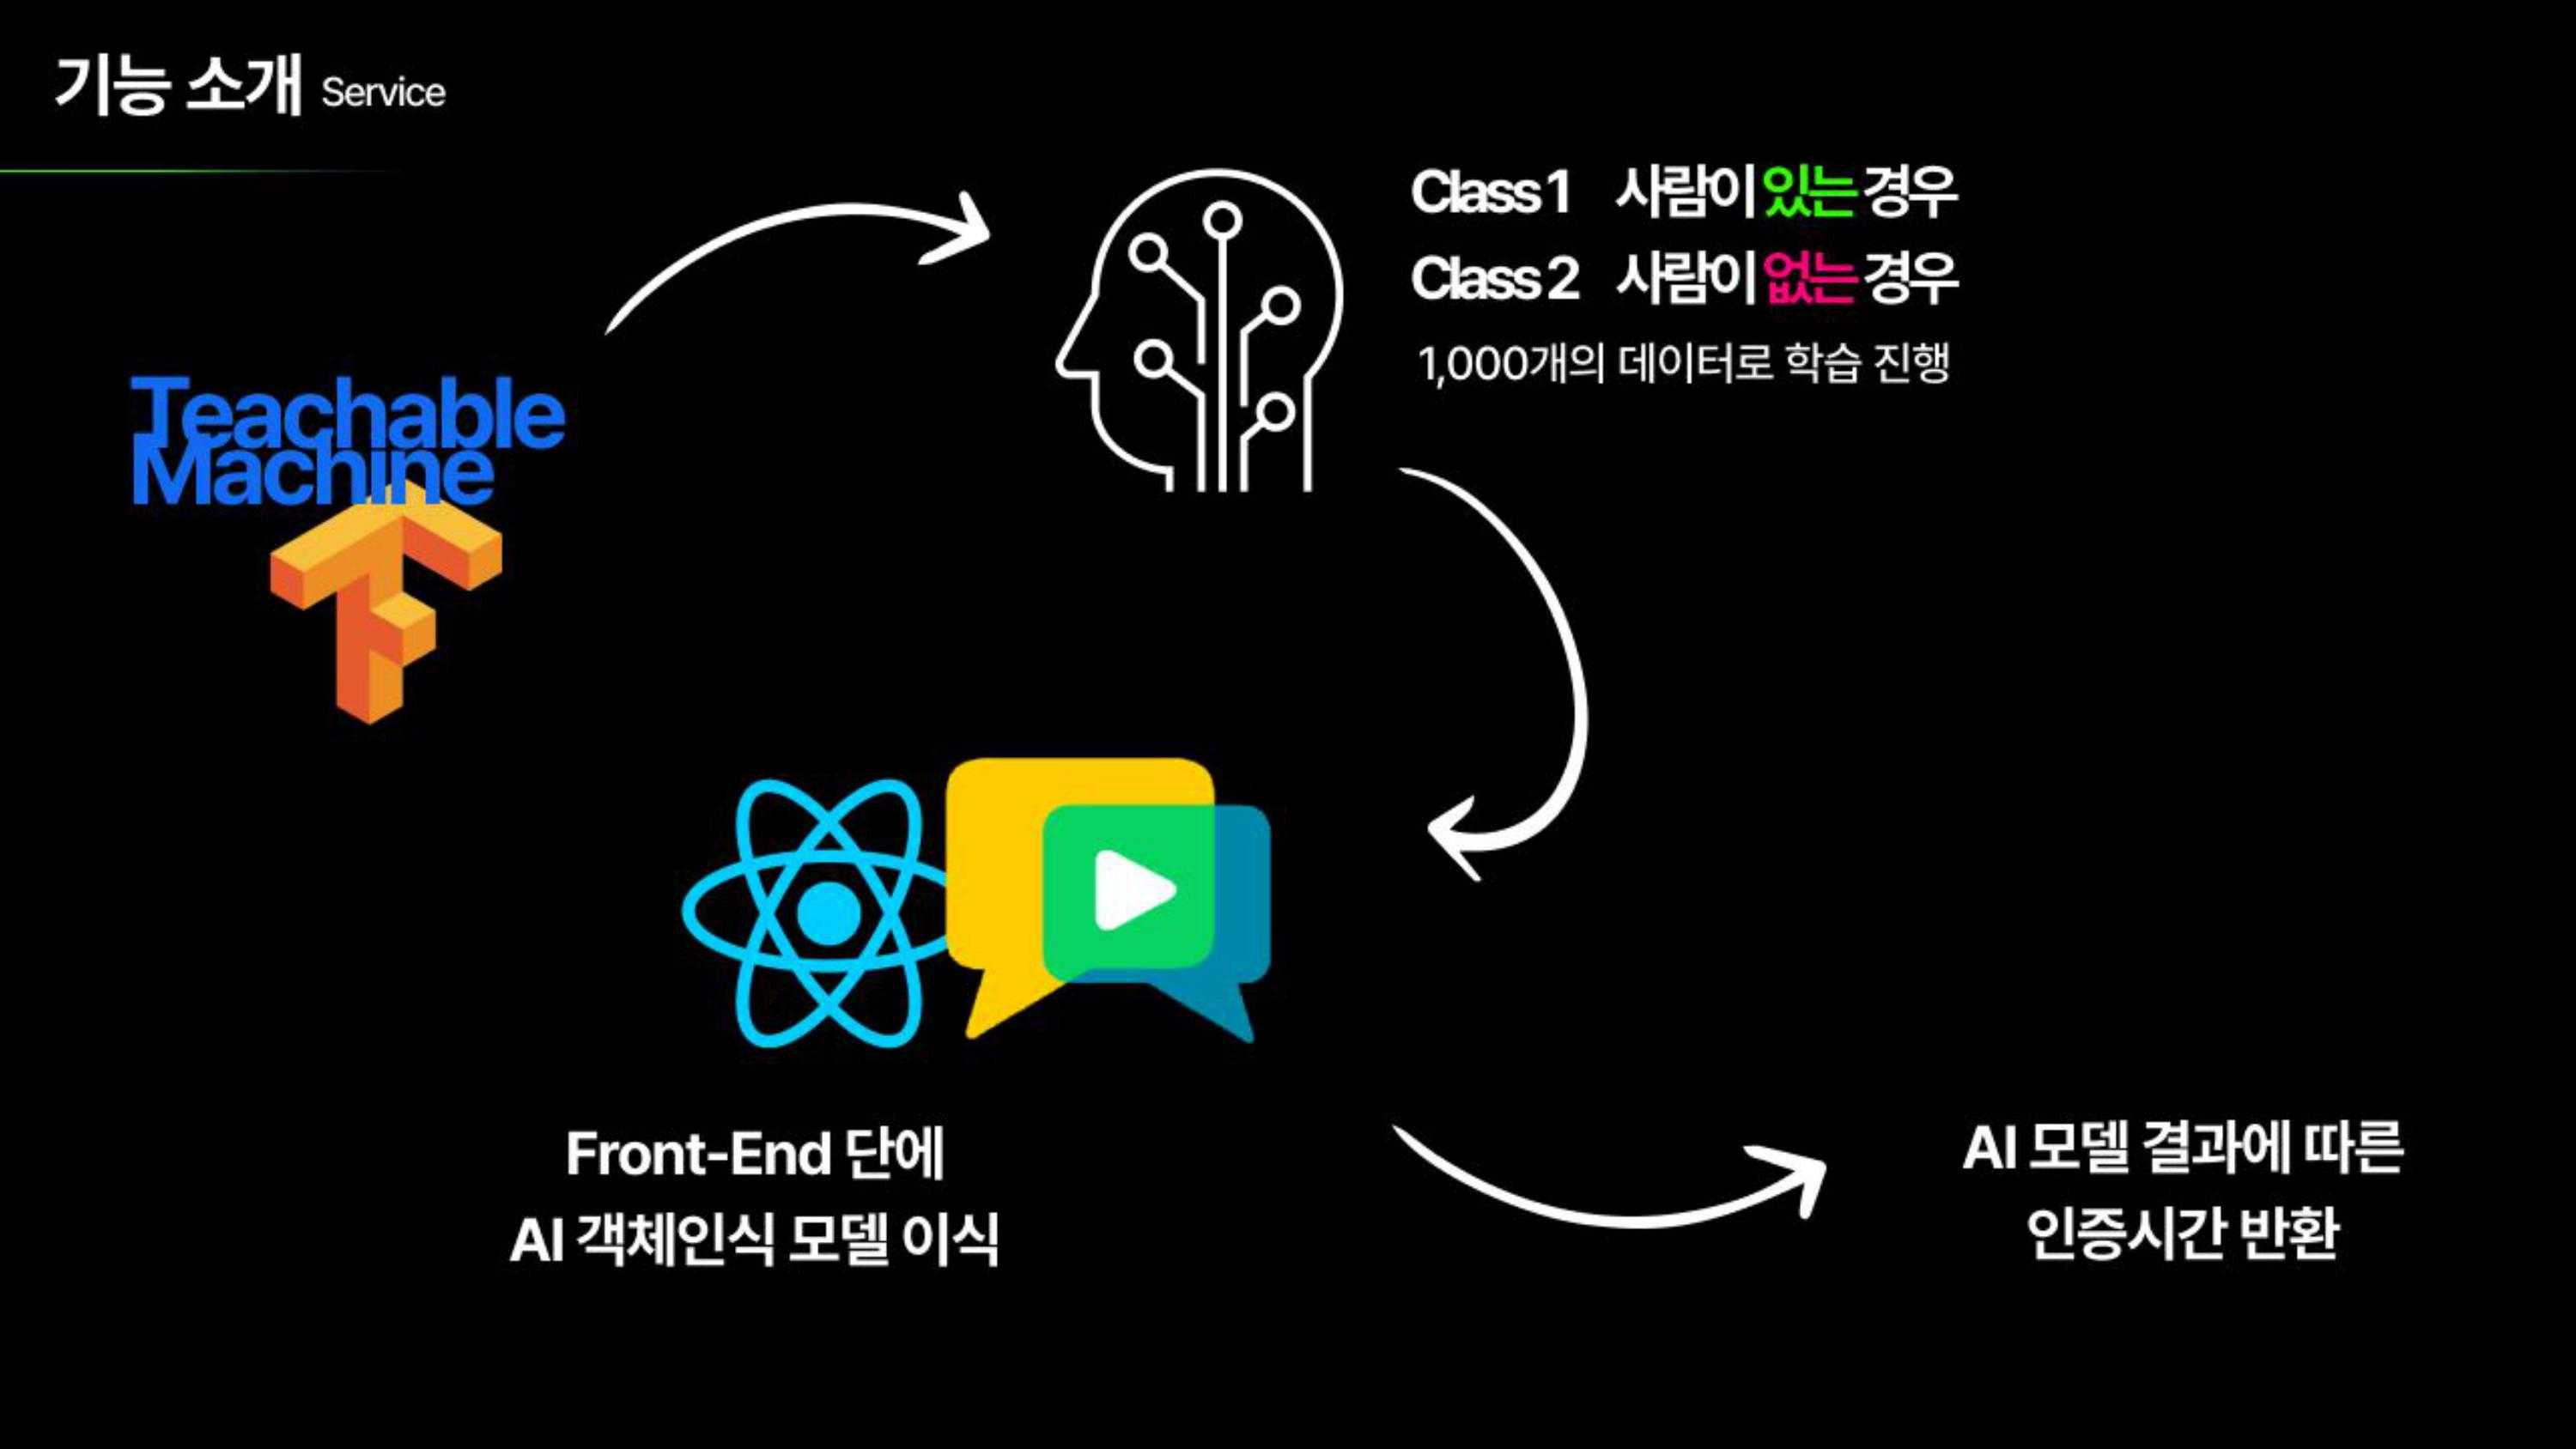 기능 소개 Service
Class 1 사람이 있는 경우
Class 2 사람이 없는 경우
1,000개의 데이터로 학습 진행
Teachable
Machine
Front-End 단에
AI 객체인식 모델 이식
AI 모델 결과에 따른
인증시간 반환